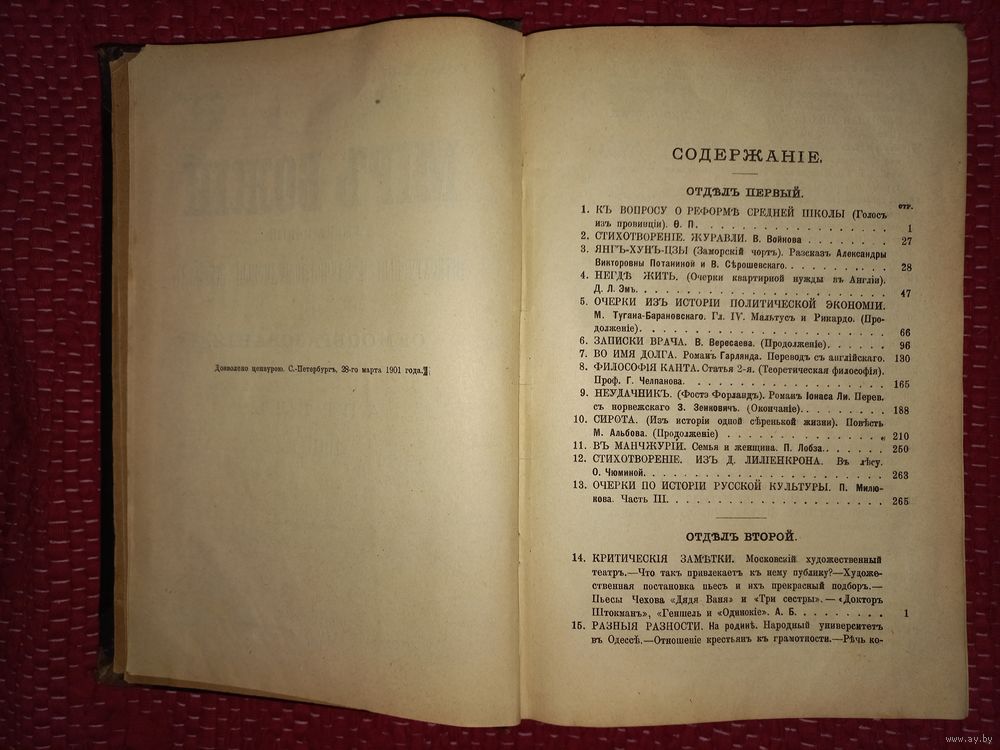 Дозволено цензурою. С.-Петербургъ, 28-го марта 1901 года.
СОДЕРЖАНІЕ.
ОТДѢЛЪ ПЕРВЫЙ.
СТР.
1. КЪ ВОПРОСУ О РЕФОРМѢ СРЕДНЕЙ ШКОЛЫ (Голосъ
изъ провинціи). Ѳ. П. 1
2. СТИХОТВОРЕНІЕ. ЖУРАВЛИ. В. Войнова 27
3. ЯНГЪ-ХУНЪ-ЦЗЫ (Заморскій чортъ). Разсказъ Александры
Викторовны Потаниной и В. Сѣрошевскаго. 28
4. НЕГДѢ ЖИТЬ. (Очерки квартирной нужды въ Англіи).
Д. Л. Эмъ. 47
5. ОЧЕРКИ ИЗЪ ИСТОРІИ ПОЛИТИЧЕСКОЙ ЭКОНОМІИ.
М. Тугана-Барановскаго. Гл. IV. Мальтусъ и Рикардо. (Про-
долженіе). 66
6. ЗАПИСКИ ВРАЧА. В. Вересаева. (Продолженіе). 96
7. ВО ИМЯ ДОЛГА. Романъ Гарлянда. Переводъ съ англійскаго. 130
8. ФИЛОСОФІЯ КАНТА. Статья 2-я. (Теоретическая философія).
Проф. Г. Челпанова. 165
9. НЕУДАЧНИКЪ. (Фостэ Форландъ). Романъ Іонаса Ли. Перев.
съ норвежскаго З. Зенковичъ. (Окончаніе). 188
10. СИРОТА. (Изъ исторіи одной сѣренькой жизни). Повѣсть
М. Альбова. (Продолженіе) 210
11. ВЪ МАНЧЖУРІИ. Семья и женщина. П. Лобза. 250
12. СТИХОТВОРЕНІЕ. ИЗЪ Д. ЛИЛІЕНКРОНА. Въ лѣсу.
О. Чюминой. 263
13. ОЧЕРКИ ПО ИСТОРІИ РУССКОЙ КУЛЬТУРЫ. П. Милю-
кова. Часть III. 265
ОТДѢЛЪ ВТОРОЙ.
14. КРИТИЧЕСКІЯ ЗАМѢТКИ. Московскій художественный
театръ.—Что такъ привлекаетъ къ нему публику?—Художе-
ственная постановка пьесъ и ихъ прекрасный подборъ.—
Пьесы Чехова «Дядя Ваня» и «Три сестры».—«Докторъ
Штокманъ», «Геншель и «Одинокіе». А. Б. 1
15. РАЗНЫЯ РАЗНОСТИ. На родинѣ. Народный университетъ
въ Одессѣ.—Отношеніе крестьянъ къ грамотности.—Рѣчь ко-
www.ay.by